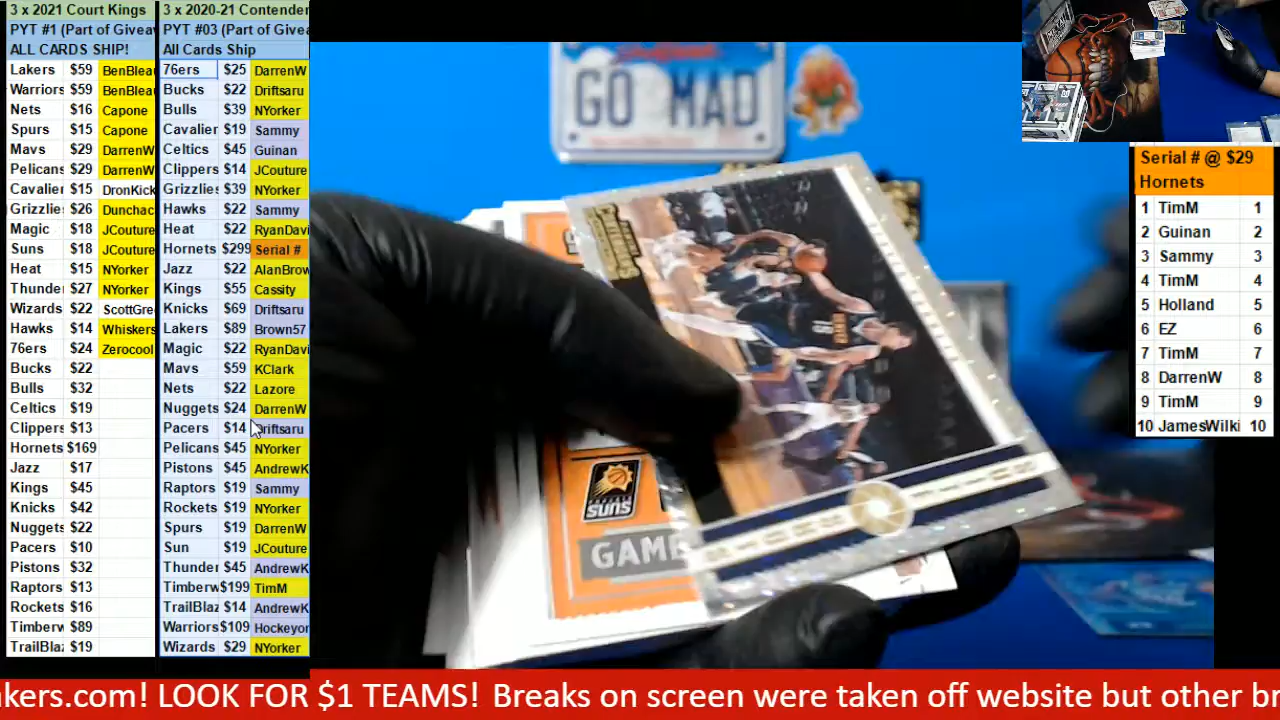 3 x 2021 Court Kings
PYT #1 (Part of Giveav
ALL CARDS SHIP!
Lakers $59 BenBleau
Warriors $59 BenBleau
Nets $16 Capone
Spurs $15 Capone
Mavs $29 DarrenW
Pelicans $29 DarrenW
Cavalier $15 DronKick
Grizzlie $26 Dunchac
Magic $18 JCouture
Suns $18 JCouture
Heat $15 NYorker
Thunder $27 NYorker
Wizards $22 ScottGre
Hawks $14 Whiskers
76ers $24 Zerocool
Bucks $22
Bulls $32
Celtics $19
Clippers $13
Hornets $169
Jazz $17
Kings $45
Knicks $42
Nuggets $22
Pacers $10
Pistons $32
Raptors $13
Rockets $16
Timberw $89
TrailBla $19
3 x 2020-21 Contender
PYT #03 (Part of Givea
All Cards Ship
76ers $25 DarrenW
Bucks $22 Driftsaru
Bulls $39 NYorker
Cavalier $19 Sammy
Celtics $45 Guinan
Clippers $14 JCouture
Grizzlies $39 NYorker
Hawks $22 Sammy
Heat $22 RyanDavi
Hornets $299 Serial #
Jazz $22 AlanBrow
Kings $55 Cassity
Knicks $69 Driftsaru
Lakers $89 Brown57
Magic $22 RyanDavi
Mavs $59 KClark
Nets $22 Lazore
Nuggets $24 DarrenW
Pacers $14 Driftsaru
Pelicans $45 NYorker
Pistons $45 AndrewK
Raptors $19 Sammy
Rockets $19 NYorker
Spurs $19 DarrenW
Sun $19 JCouture
Thunder $45 AndrewK
Timberw $199 TimM
TrailBlaz $14 AndrewK
Warriors $109 Hockeyor
Wizards $29 NYorker
GO MAD
SUNS
GAME
Serial # @ $29
Hornets
1 TimM 1
2 Guinan 2
3 Sammy 3
4 TimM 4
5 Holland 5
6 EZ 6
7 TimM 7
8 DarrenW 8
9 TimM 9
10 JamesWilki 10
akers.com! LOOK FOR $1 TEAMS! Breaks on screen were taken off website but other br